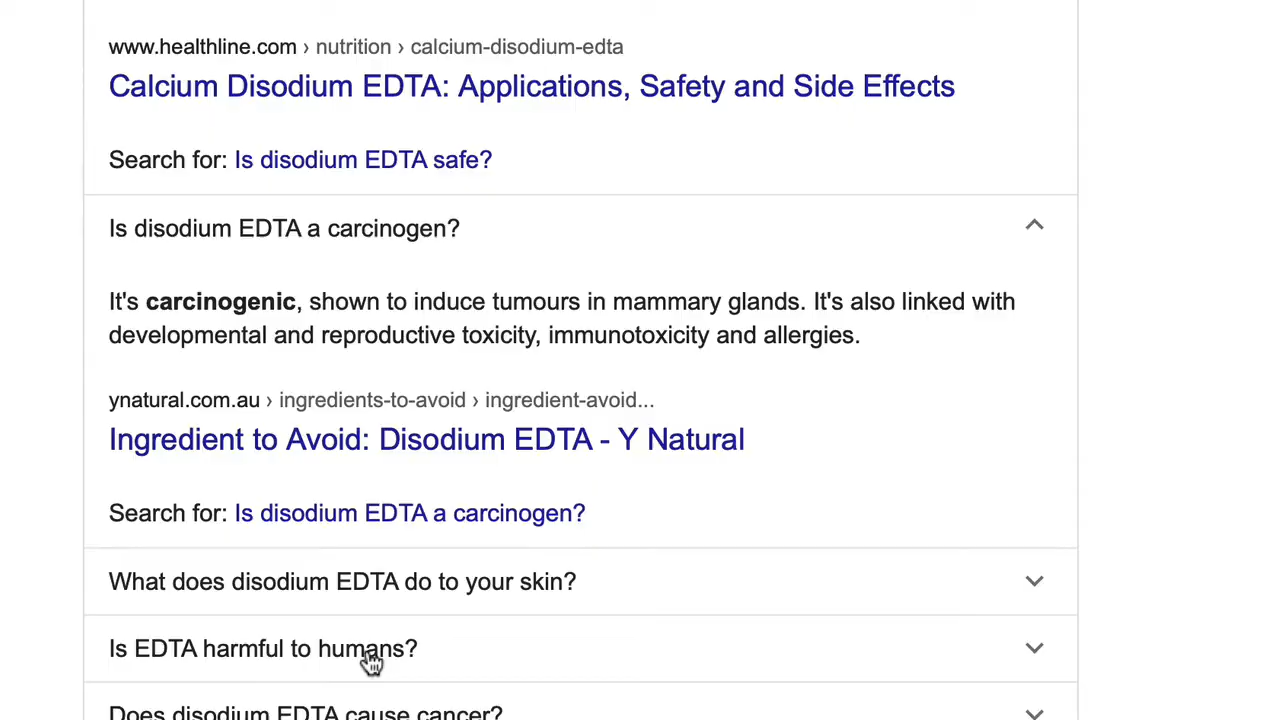 www.healthline.com › nutrition › calcium-disodium-edta
Calcium Disodium EDTA: Applications, Safety and Side Effects
Search for: Is disodium EDTA safe?
Is disodium EDTA a carcinogen?
It's carcinogenic, shown to induce tumours in mammary glands. It's also linked with
developmental and reproductive toxicity, immunotoxicity and allergies.
ynatural.com.au › ingredients-to-avoid › ingredient-avoid...
Ingredient to Avoid: Disodium EDTA - Y Natural
Search for: Is disodium EDTA a carcinogen?
What does disodium EDTA do to your skin?
Is EDTA harmful to humans?
Does disodium EDTA cause cancer?